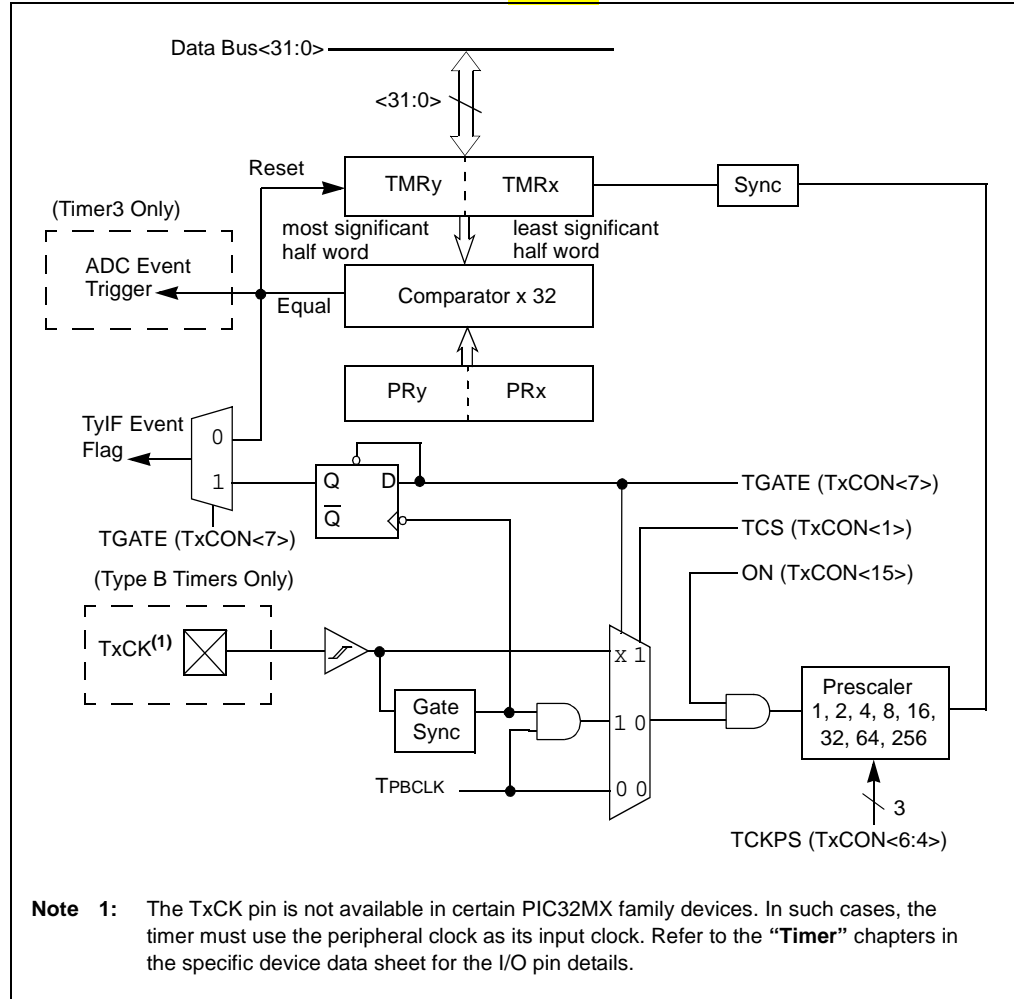 Data Bus<31:0>
<31:0>
Reset
TMRy TMRx
Sync
(Timer3 Only)
most significant
half word
least significant
half word
ADC Event
Trigger
Equal
Comparator x 32
PRy PRx
TyIF Event
Flag
0
1
Q D
Q
TGATE (TxCON<7>)
TGATE (TxCON<7>)
TCS (TxCON<1>)
ON (TxCON<15>)
(Type B Timers Only)
TxCK(1)
x 1
Gate
Sync
1 0
Prescaler
1, 2, 4, 8, 16,
32, 64, 256
TPBCLK
0 0
3
TCKPS (TxCON<6:4>)
Note 1: The TxCK pin is not available in certain PIC32MX family devices. In such cases, the
timer must use the peripheral clock as its input clock. Refer to the “Timer” chapters in
the specific device data sheet for the I/O pin details.